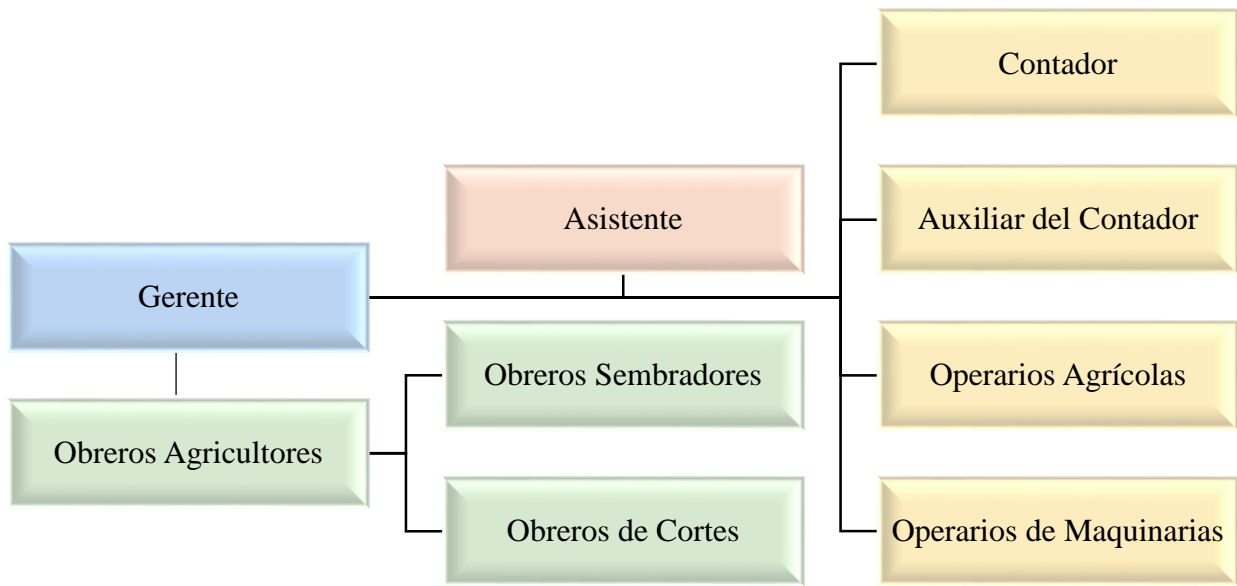 Contador
Asistente
Auxiliar del Contador
Gerente
Obreros Sembradores
Operarios Agrícolas
Obreros Agricultores
Obreros de Cortes
Operarios de Maquinarias